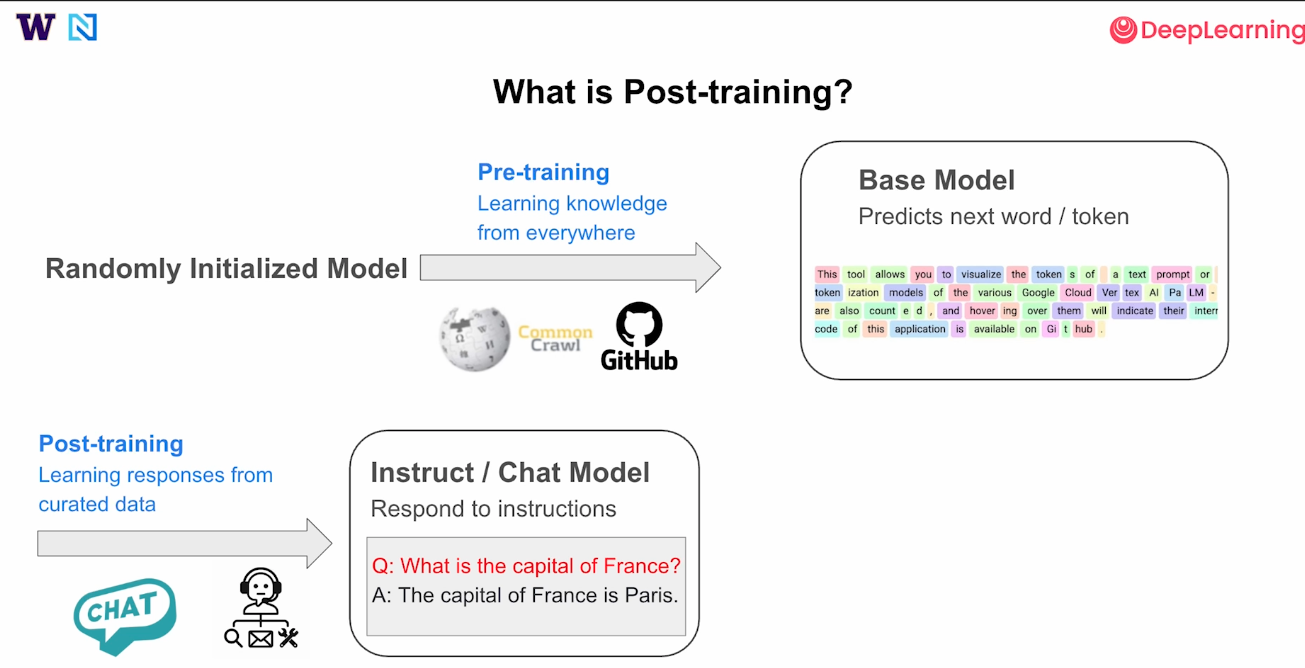 W N
DeepLearning
What is Post-training?
Pre-training
Learning knowledge
from everywhere
Randomly Initialized Model
Common
Crawl
GitHub
Base Model
Predicts next word / token
This tool allows you to visualize the token s of a text prompt or
token ization models of the various Google Cloud Ver tex AI Pa LM -
are also count e d , and hover ing over them will indicate their intern
code of this application is available on Gi t hub .
Post-training
Learning responses from
curated data
CHAT
Instruct / Chat Model
Respond to instructions
Q: What is the capital of France?
A: The capital of France is Paris.